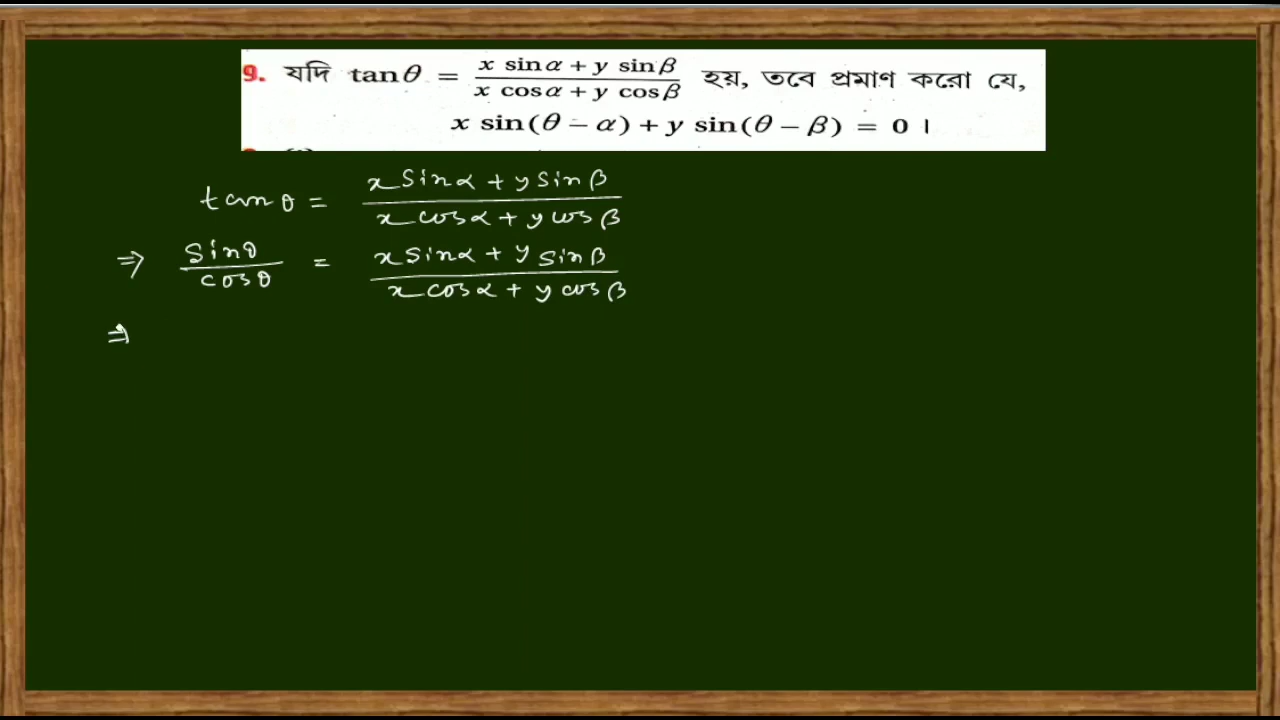 9. যদি tanθ = (x sinα + y sinβ)/(x cosα + y cosβ) হয়, তবে প্রমাণ করো যে,
x sin(θ − α) + y sin(θ − β) = 0 ।
tanθ = (x Sinα + y Sinβ)/(x cosα + y cosβ)
⇒ Sinθ/cosθ = (x Sinα + y Sinβ)/(x cosα + y cosβ)
⇒